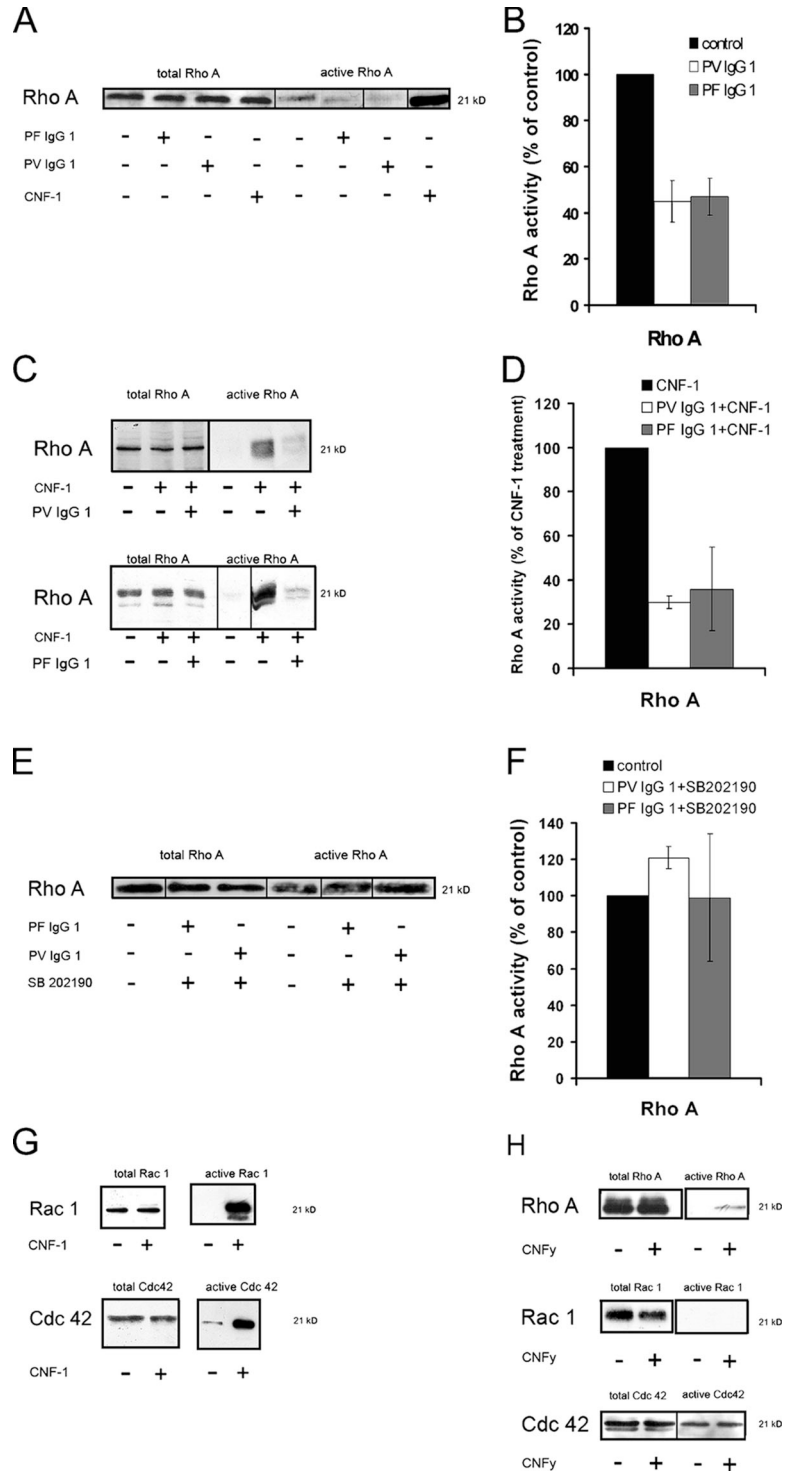 A
total Rho A active Rho A
Rho A 21 kD
PF IgG 1 - + - - - + - -
PV IgG 1 - - + - - - + -
CNF-1 - - - + - - - +
B
control
PV IgG 1
PF IgG 1
Rho A activity (% of control)
120
100
80
60
40
20
0
Rho A
C
total Rho A active Rho A
Rho A 21 kD
CNF-1 - + + - + +
PV IgG 1 - - + - - +
total Rho A active Rho A
Rho A 21 kD
CNF-1 - + + - + +
PF IgG 1 - - + - - +
D
CNF-1
PV IgG 1+CNF-1
PF IgG 1+CNF-1
Rho A activity (% of CNF-1 treatment)
120
100
80
60
40
20
0
Rho A
E
total Rho A active Rho A
Rho A 21 kD
PF IgG 1 - + - - + -
PV IgG 1 - - + - - +
SB 202190 - + + - + +
F
control
PV IgG 1+SB202190
PF IgG 1+SB202190
Rho A activity (% of control)
140
120
100
80
60
40
20
0
Rho A
G
total Rac 1 active Rac 1
Rac 1 21 kD
CNF-1 - + - +
total Cdc42 active Cdc 42
Cdc 42 21 kD
CNF-1 - + - +
H
total Rho A active Rho A
Rho A 21 kD
CNFy - + - +
total Rac 1 active Rac 1
Rac 1 21 kD
CNFy - + - +
total Cdc 42 active Cdc42
Cdc 42 21 kD
CNFy - + - +